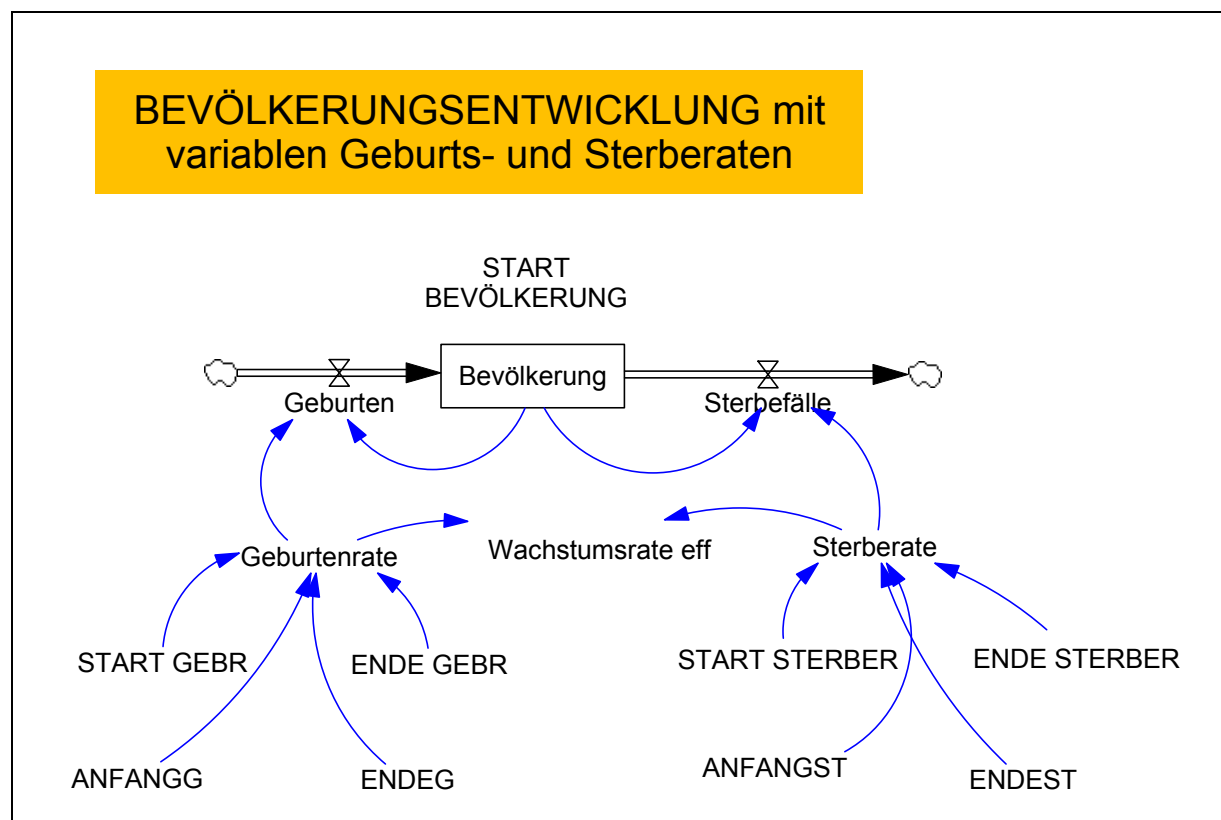 BEVÖLKERUNGSENTWICKLUNG mit
variablen Geburts- und Sterberaten
START
BEVÖLKERUNG
Bevölkerung
Geburten
Sterbefälle
Geburtenrate
Wachstumsrate eff
Sterberate
START GEBR
ENDE GEBR
START STERBER
ENDE STERBER
ANFANGG
ENDEG
ANFANGST
ENDEST